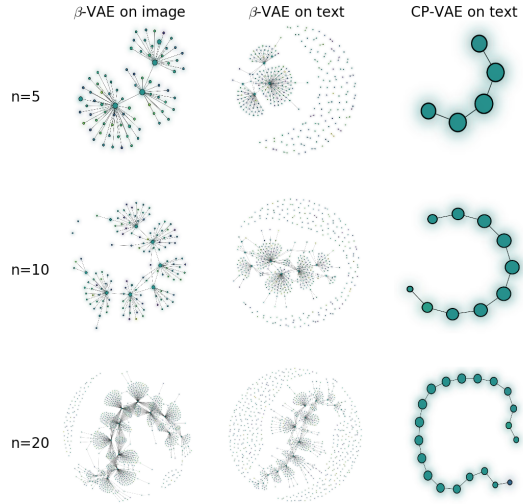 β-VAE on image β-VAE on text CP-VAE on text
n=5
n=10
n=20